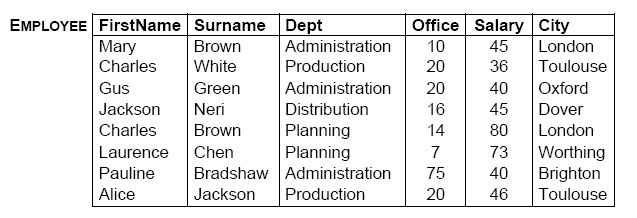 EMPLOYEE FirstName Surname Dept Office Salary City
Mary Brown Administration 10 45 London
Charles White Production 20 36 Toulouse
Gus Green Administration 20 40 Oxford
Jackson Neri Distribution 16 45 Dover
Charles Brown Planning 14 80 London
Laurence Chen Planning 7 73 Worthing
Pauline Bradshaw Administration 75 40 Brighton
Alice Jackson Production 20 46 Toulouse